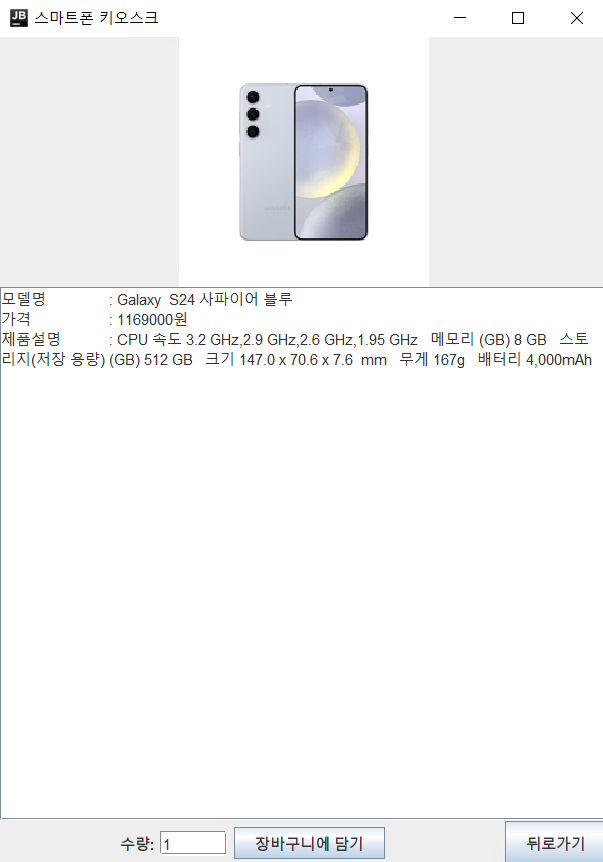 JB 스마트폰 키오스크
모델명 : Galaxy  S24 사파이어 블루
가격 : 1169000원
제품설명 : CPU 속도 3.2 GHz,2.9 GHz,2.6 GHz,1.95 GHz   메모리 (GB) 8 GB   스토
리지(저장 용량) (GB) 512 GB   크기 147.0 x 70.6 x 7.6  mm   무게 167g   배터리 4,000mAh
수량: 1 장바구니에 담기 뒤로가기